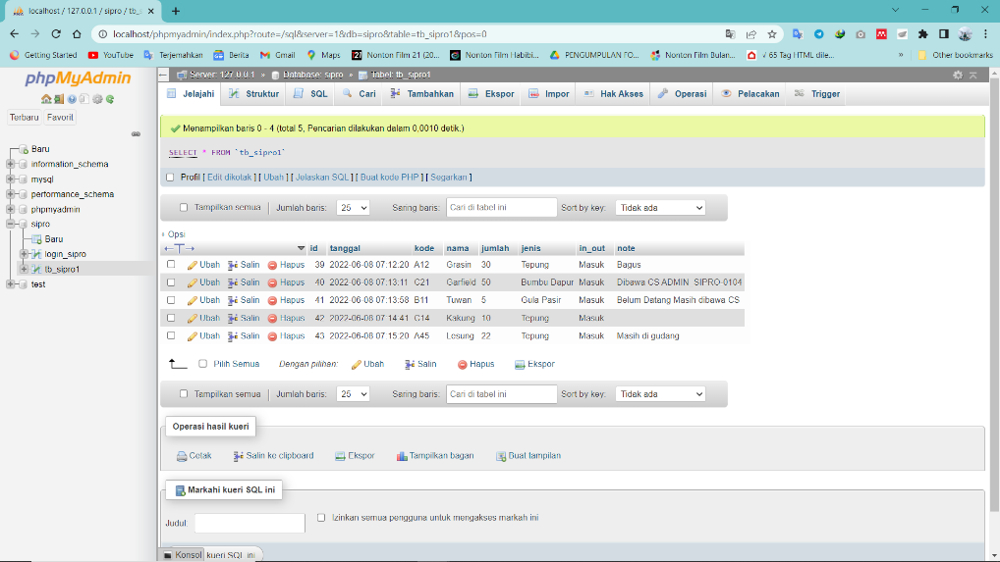 localhost / 127.0.0.1 / sipro / tb_s
localhost/phpmyadmin/index.php?route=/sql&server=1&db=sipro&table=tb_sipro1&pos=0
Getting Started YouTube Terjemahkan Berita Gmail Maps Nonton Film 21 (20... Nonton Film Habibi... PENGUMPULAN FO... Nonton Film Bulan... √ 65 Tag HTML dile... » Other bookmarks
phpMyAdmin
Terbaru Favorit
Baru
information_schema
mysql
performance_schema
phpmyadmin
sipro
Baru
login_sipro
tb_sipro1
test
Server: 127.0.0.1 » Database: sipro » Tabel: tb_sipro1
Jelajahi Struktur SQL Cari Tambahkan Ekspor Impor Hak Akses Operasi Pelacakan Trigger
Menampilkan baris 0 - 4 (total 5, Pencarian dilakukan dalam 0,0010 detik.)
SELECT * FROM `tb_sipro1`
Profil [ Edit dikotak ] [ Ubah ] [ Jelaskan SQL ] [ Buat kode PHP ] [ Segarkan ]
Tampilkan semua Jumlah baris: 25 Saring baris: Cari di tabel ini Sort by key: Tidak ada
+ Opsi
←T→ id tanggal kode nama jumlah jenis in_out note
Ubah Salin Hapus 39 2022-06-08 07:12:20 A12 Grasin 30 Tepung Masuk Bagus
Ubah Salin Hapus 40 2022-06-08 07:13:11 C21 Garfield 50 Bumbu Dapur Masuk Dibawa CS ADMIN SIPRO-0104
Ubah Salin Hapus 41 2022-06-08 07:13:58 B11 Tuwan 5 Gula Pasir Masuk Belum Datang Masih dibawa CS
Ubah Salin Hapus 42 2022-06-08 07:14:41 C14 Kakung 10 Tepung Masuk
Ubah Salin Hapus 43 2022-06-08 07:15:20 A45 Lesung 22 Tepung Masuk Masih di gudang
Pilih Semua Dengan pilihan: Ubah Salin Hapus Ekspor
Tampilkan semua Jumlah baris: 25 Saring baris: Cari di tabel ini Sort by key: Tidak ada
Operasi hasil kueri
Cetak Salin ke clipboard Ekspor Tampilkan bagan Buat tampilan
Markahi kueri SQL ini
Judul: Izinkan semua pengguna untuk mengakses markah ini
Konsol kueri SQL ini